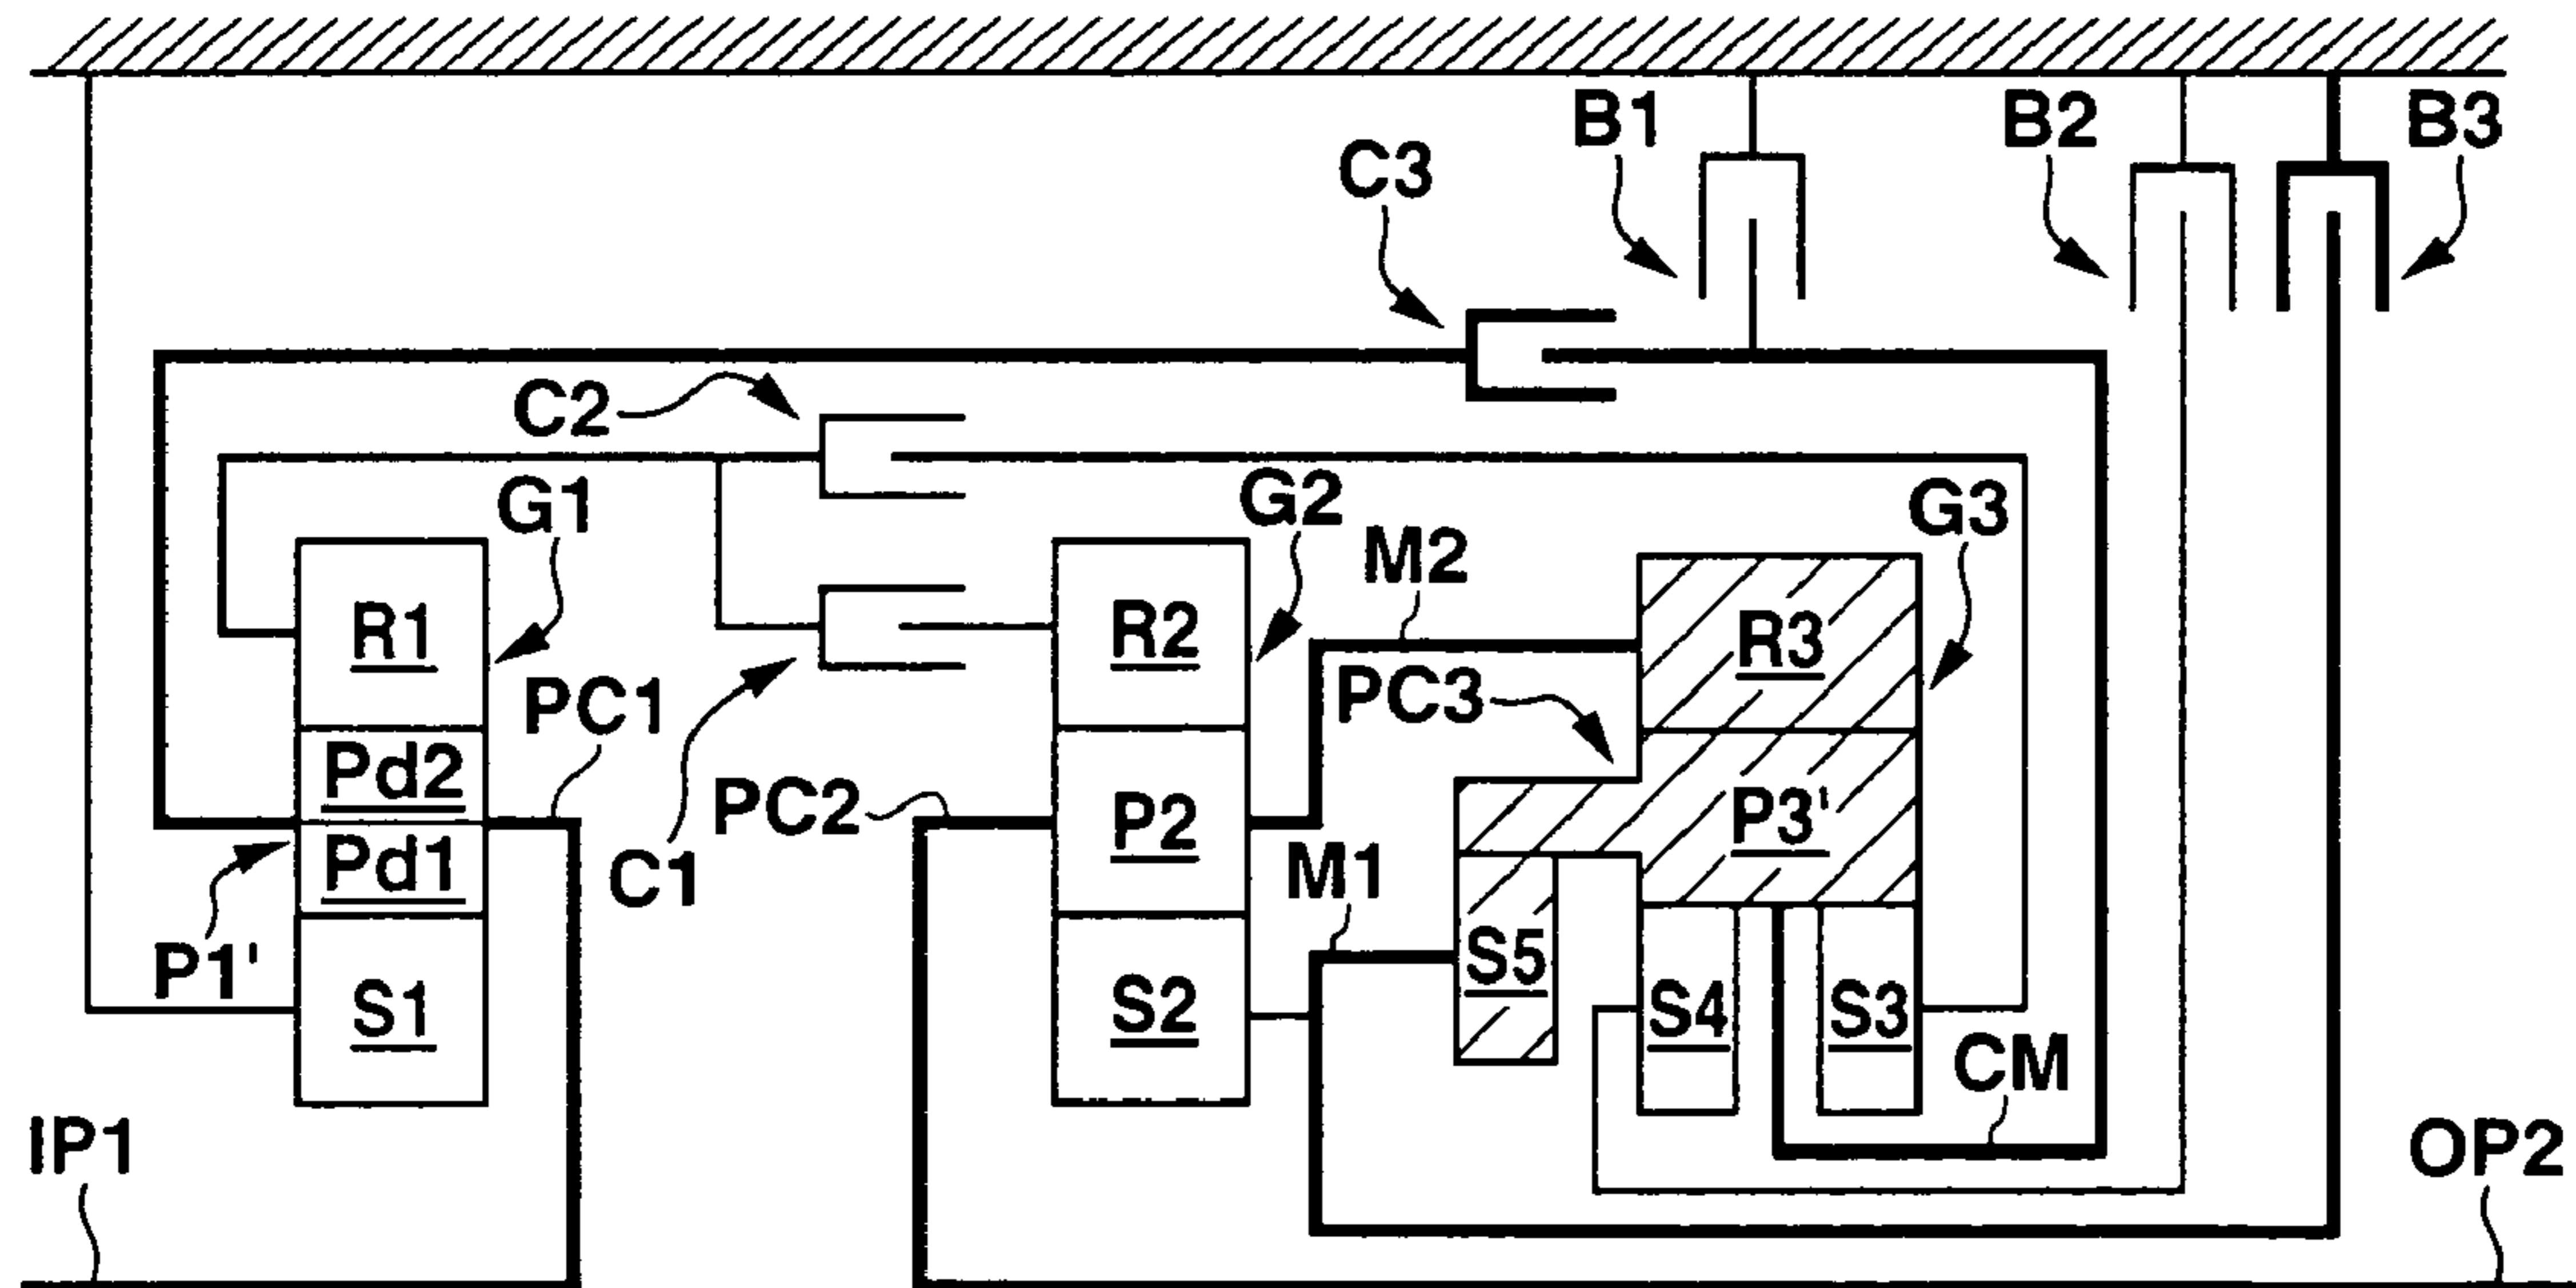 B1
B2
B3
C3
C2
G1
G2
M2
G3
R1
R2
R3
PC1
PC3
Pd2
PC2
P2
P3'
Pd1
C1
M1
P1'
S1
S2
S5
S4
S3
CM
IP1
OP2